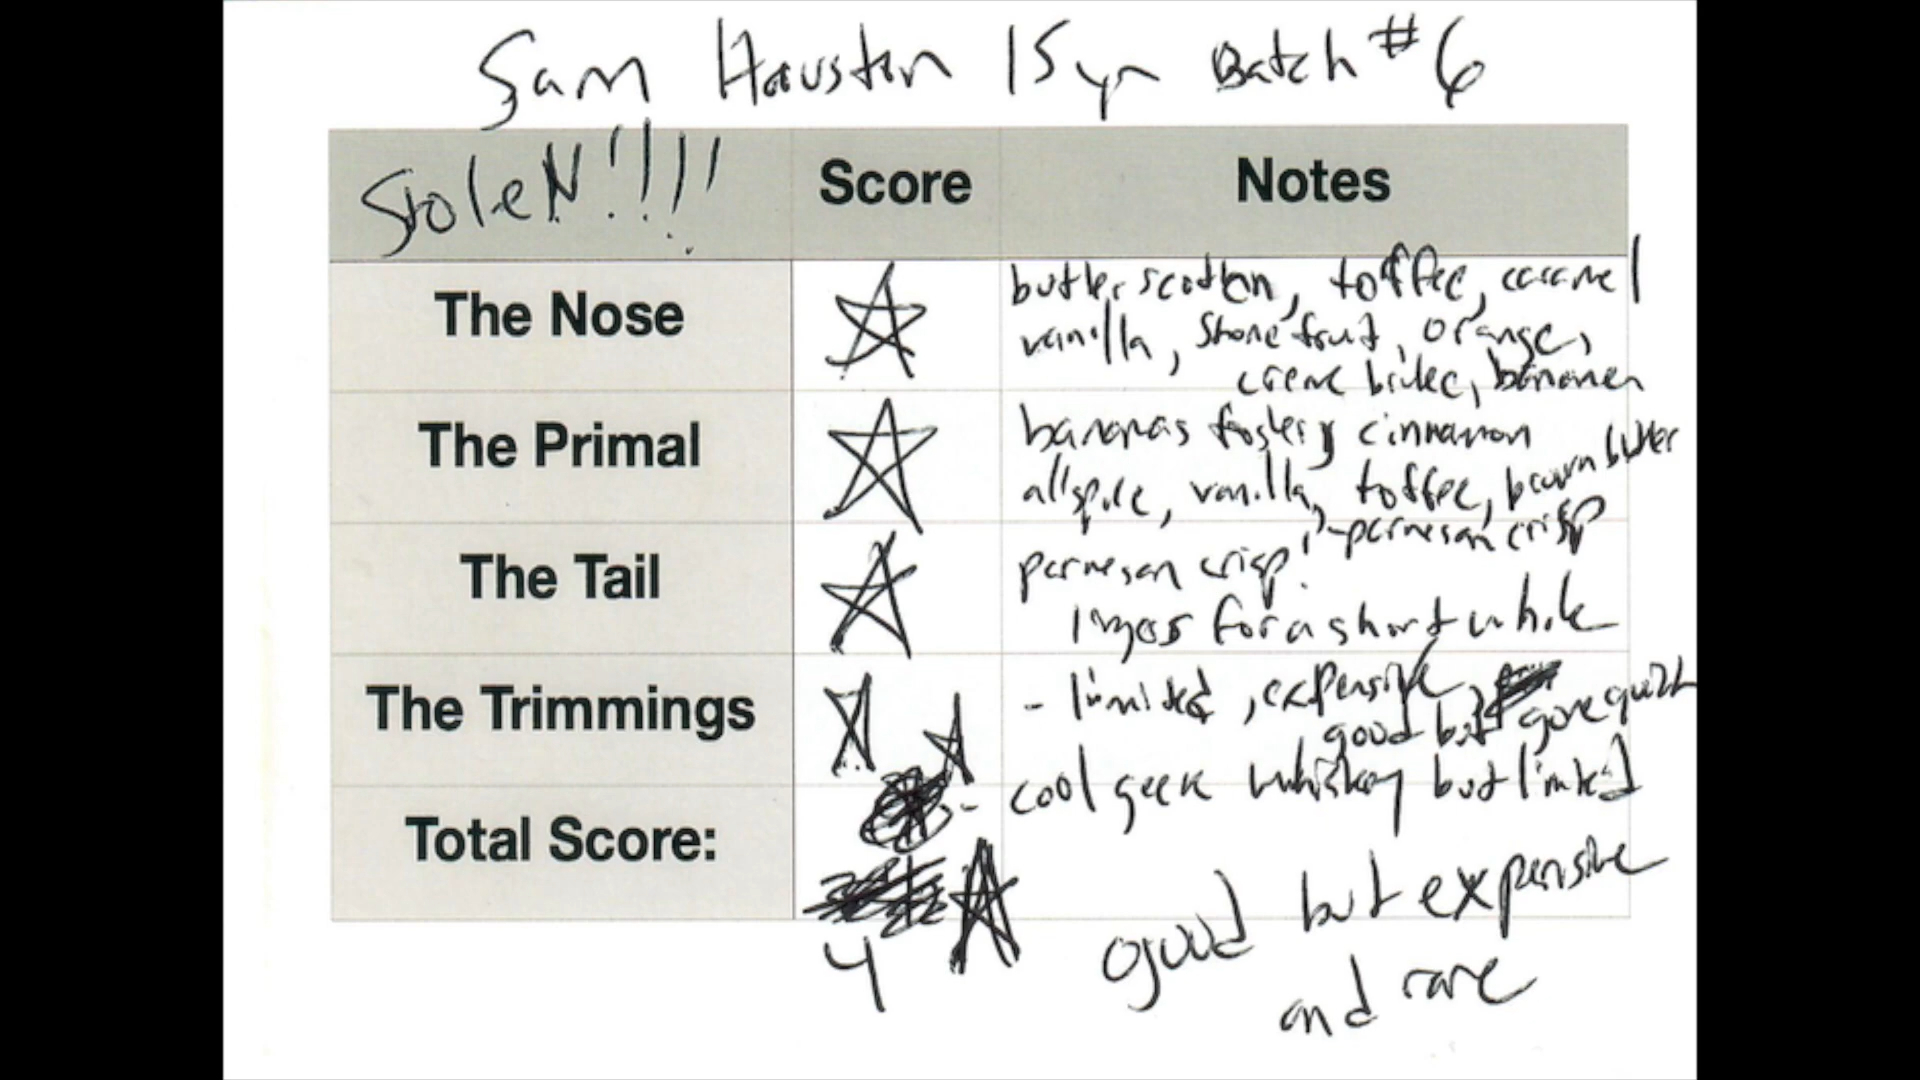 Sam Houston 15yr Batch #6
StoleN!!!!
Score
Notes
The Nose
butterscotch, toffee, caramel
vanilla, stone fruit, orange,
creme brulee, bananas
The Primal
bananas foster, cinnamon
allspice, vanilla, toffee, brown butter
- parmesan crisp
The Tail
parmesan crisp!
lingers for a short while
The Trimmings
- limited, expensive,
good but gone quick
- cool geek whiskey but limited
Total Score:
4
good but expensive
and rare